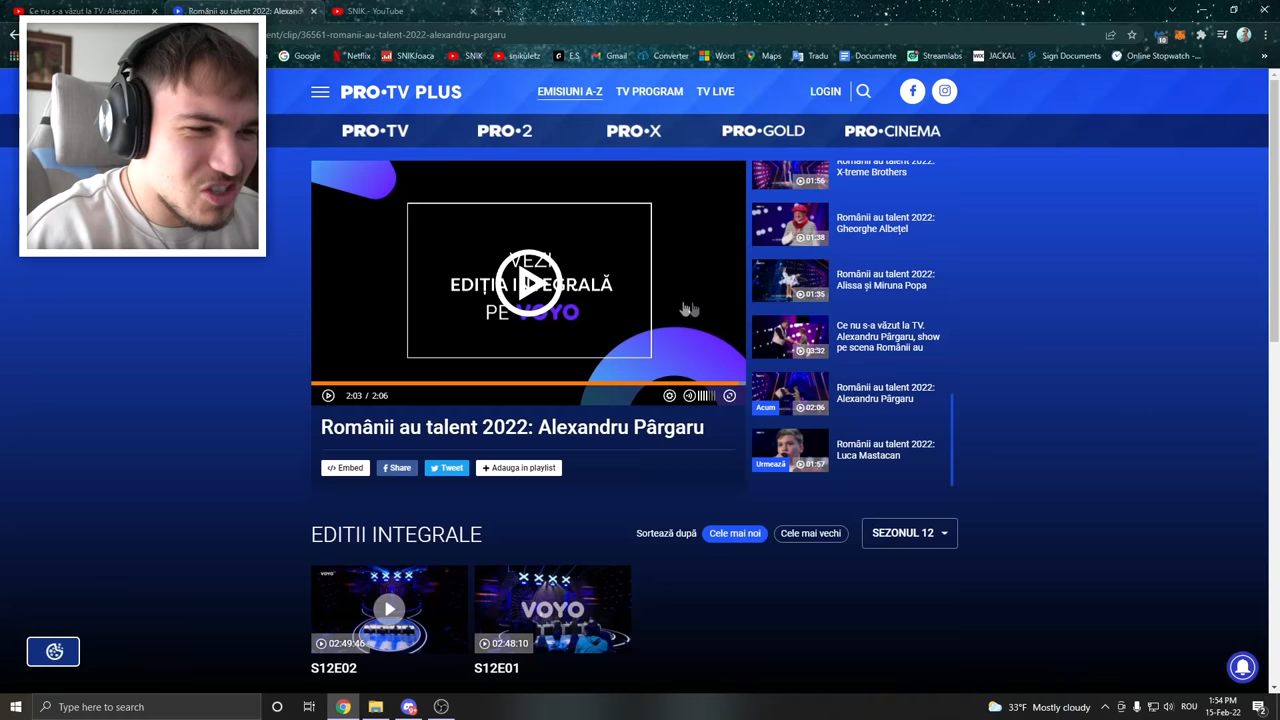 Ce nu s-a văzut la TV. Alexandru
Românii au talent 2022: Alexand
SNIK - YouTube
ent/clip/36561-romanii-au-talent-2022-alexandru-pargaru
Google
Netflix
SNIKJoaca
SNIK
snikuletz
E.S
Gmail
Converter
Word
Maps
Tradu
Documente
Streamlabs
JACKAL
Sign Documents
Online Stopwatch -...
PRO•TV PLUS
EMISIUNI A-Z
TV PROGRAM
TV LIVE
LOGIN
PRO•TV
PRO•2
PRO•X
PRO•GOLD
PRO•CINEMA
VEZI
EDIȚIA INTEGRALĂ
PE VOYO
2:03 / 2:06
Românii au talent 2022:
X-treme Brothers
01:56
Românii au talent 2022:
Gheorghe Albețel
01:38
Românii au talent 2022:
Alissa și Miruna Popa
01:35
Ce nu s-a văzut la TV.
Alexandru Pârgaru, show
pe scena Românii au
03:32
Românii au talent 2022:
Alexandru Pârgaru
Acum
02:06
Românii au talent 2022:
Luca Mastacan
Urmează
01:57
Românii au talent 2022: Alexandru Pârgaru
Embed
Share
Tweet
Adauga in playlist
EDITII INTEGRALE
Sortează după
Cele mai noi
Cele mai vechi
SEZONUL 12
VOYO
02:49:46
S12E02
VOYO
02:48:10
S12E01
Type here to search
33°F Mostly cloudy
ROU
1:54 PM
15-Feb-22
2